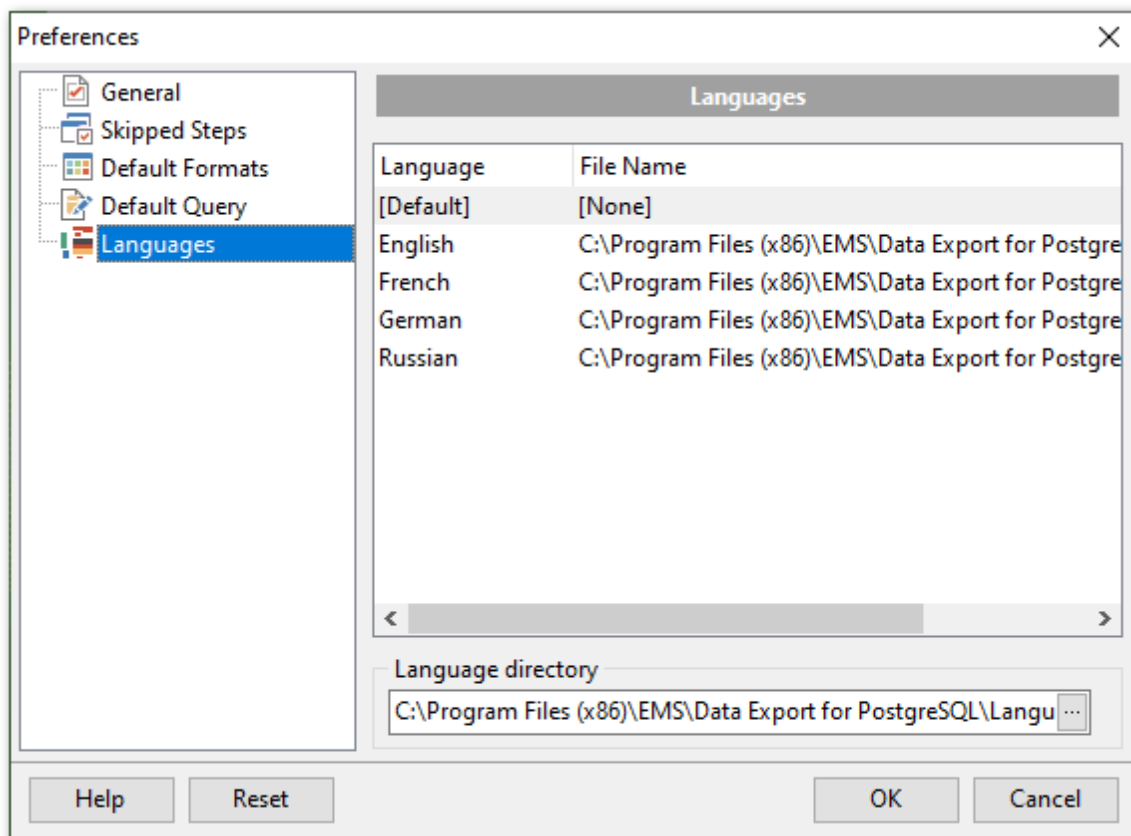 Preferences
General
Skipped Steps
Default Formats
Default Query
Languages
Languages
Language File Name
[Default] [None]
English C:\Program Files (x86)\EMS\Data Export for Postgre
French C:\Program Files (x86)\EMS\Data Export for Postgre
German C:\Program Files (x86)\EMS\Data Export for Postgre
Russian C:\Program Files (x86)\EMS\Data Export for Postgre
Language directory
C:\Program Files (x86)\EMS\Data Export for PostgreSQL\Langu ...
Help Reset OK Cancel